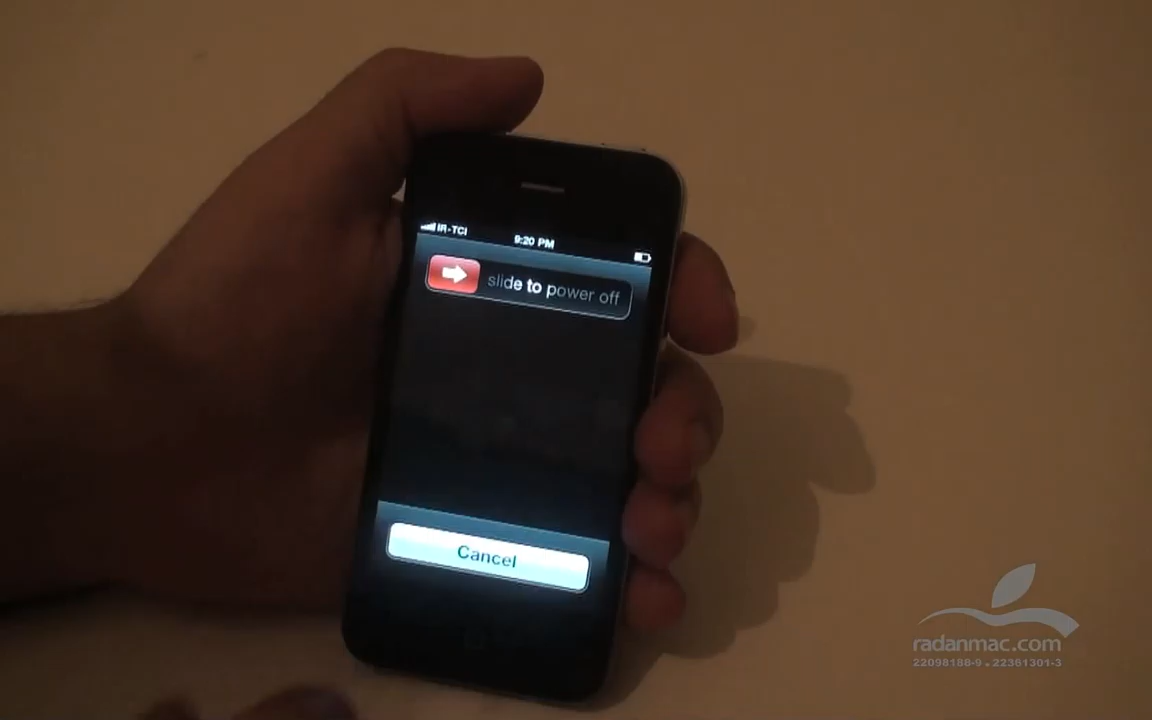 IR-TCI 9:20 PM
slide to power off
Cancel
radanmac.com
22098188-9 - 22361301-3